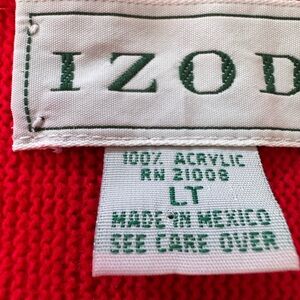 IZOD
100% ACRYLIC
RN 21008
LT
MADE IN MEXICO
SEE CARE OVER